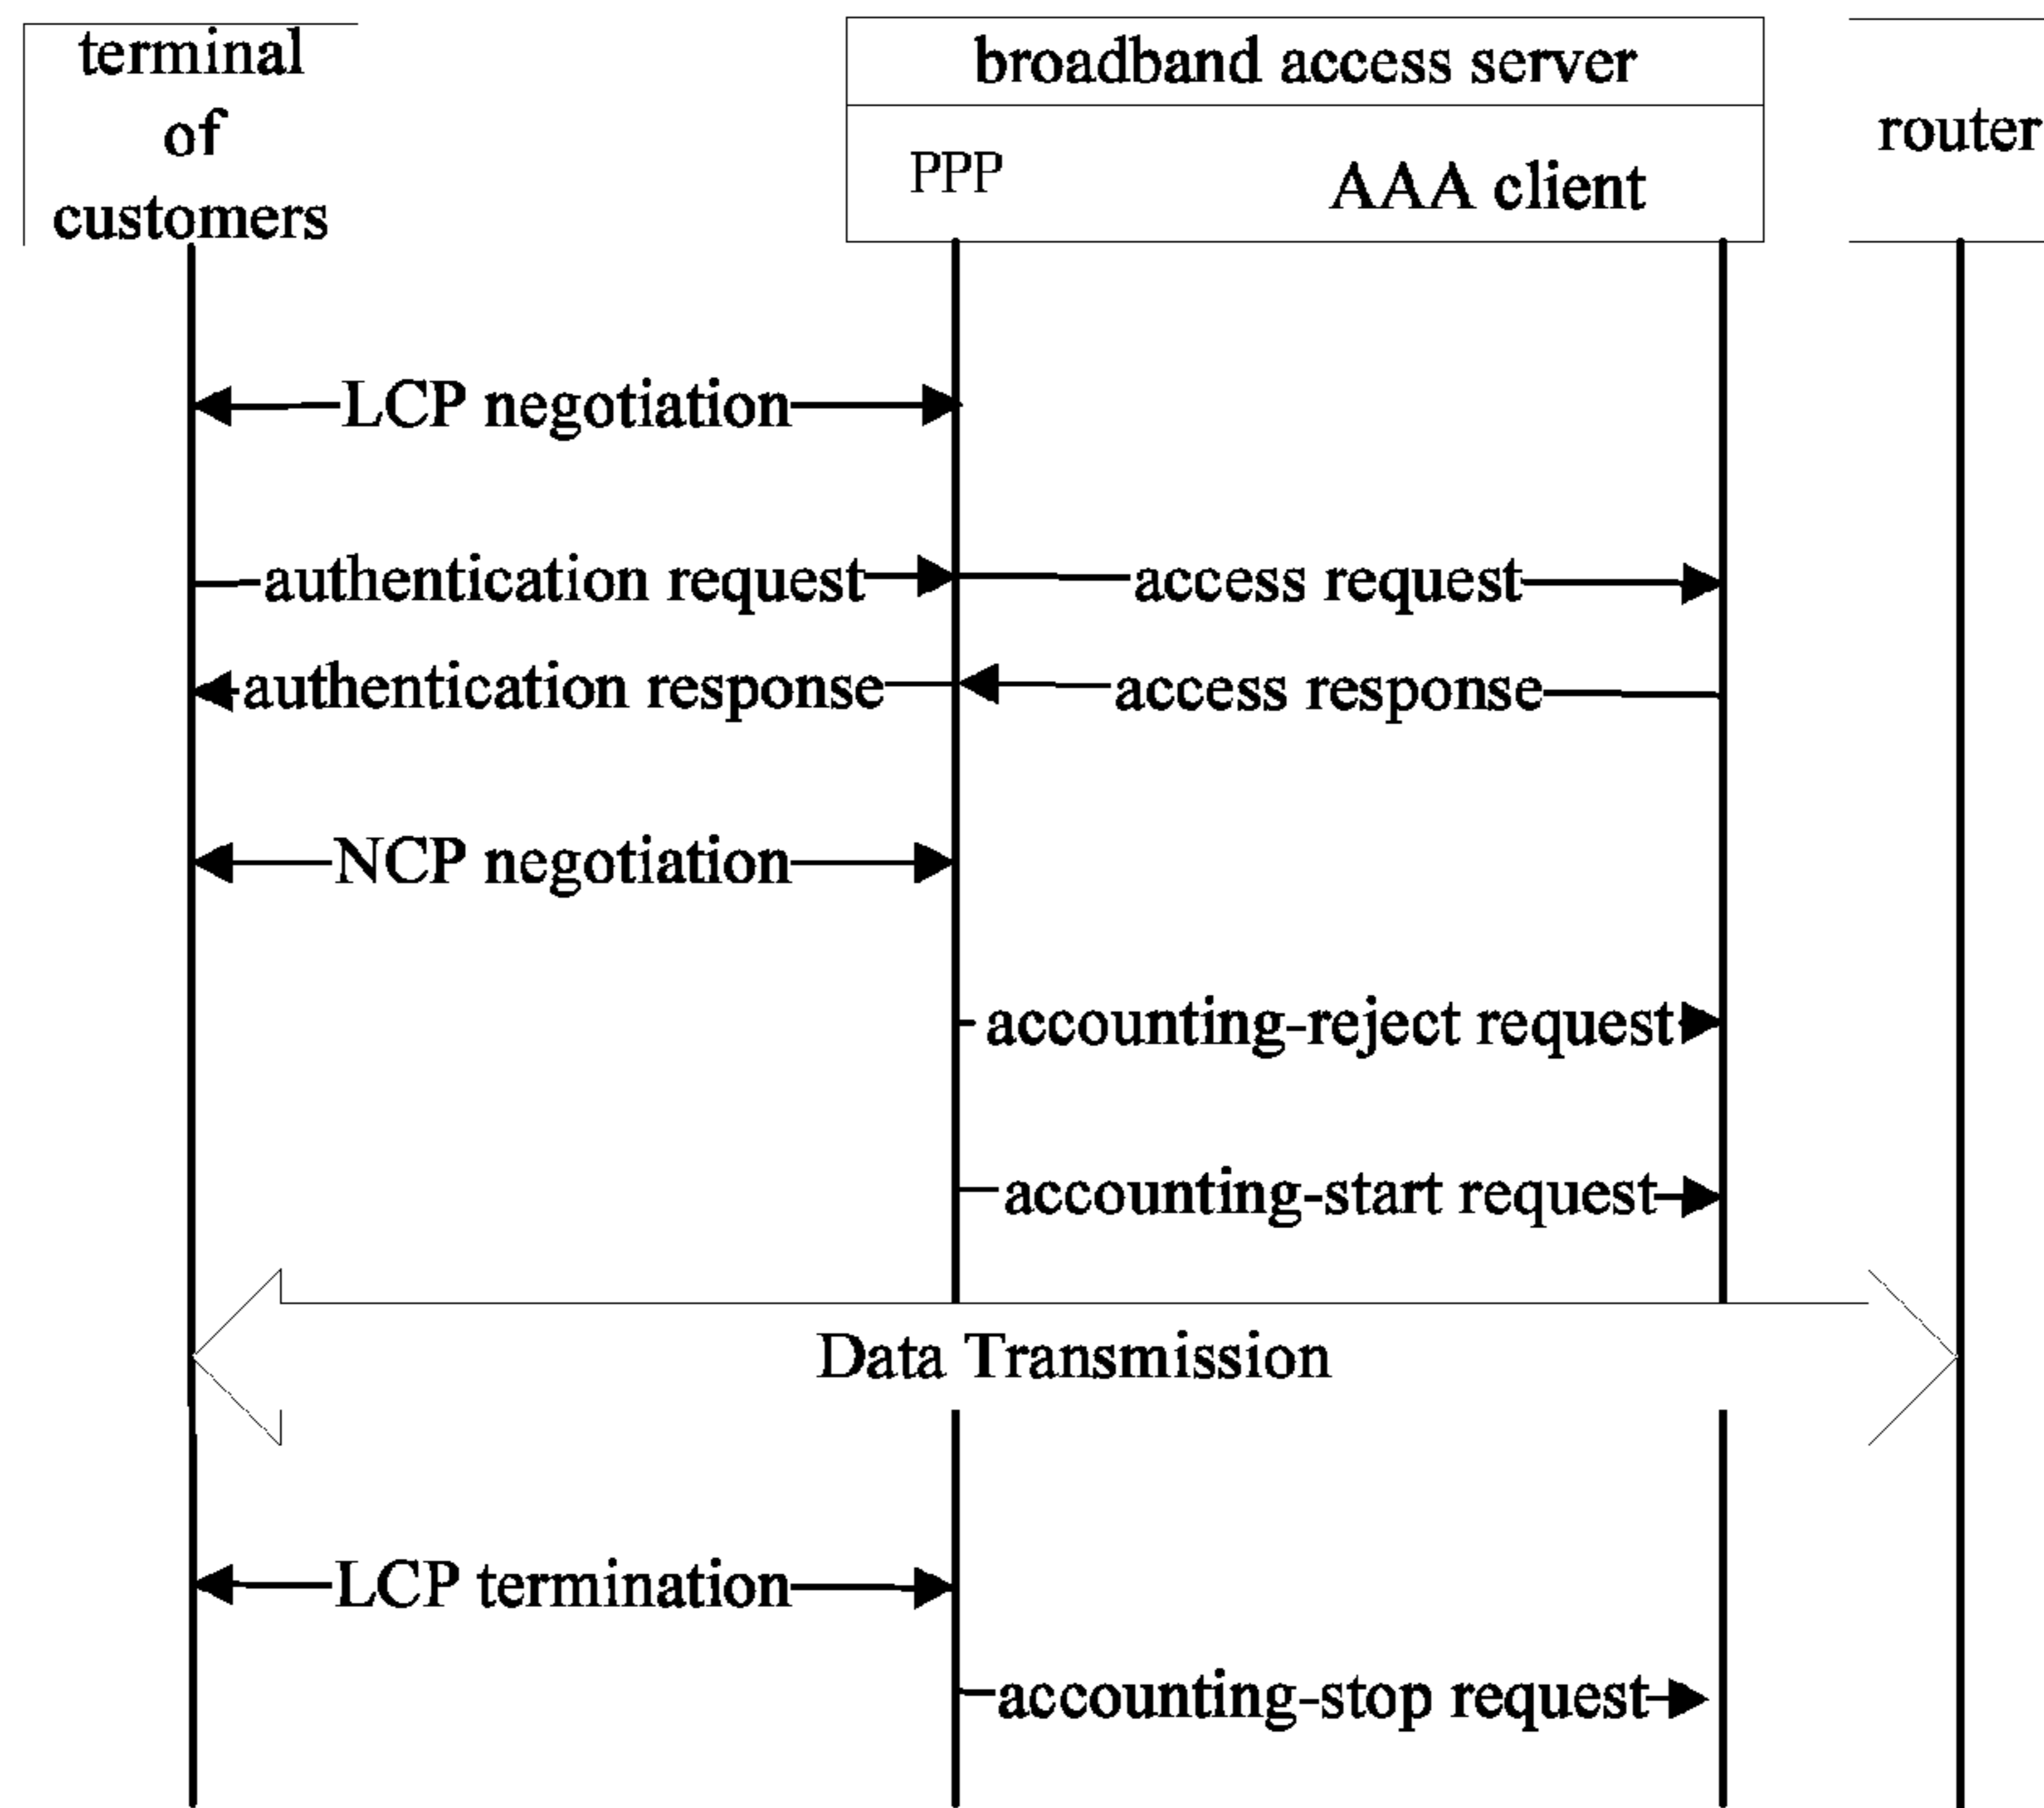 terminal
of
customers
broadband access server
PPP
AAA client
router
LCP negotiation
authentication request
access request
authentication response
access response
NCP negotiation
accounting-reject request
accounting-start request
Data Transmission
LCP termination
accounting-stop request